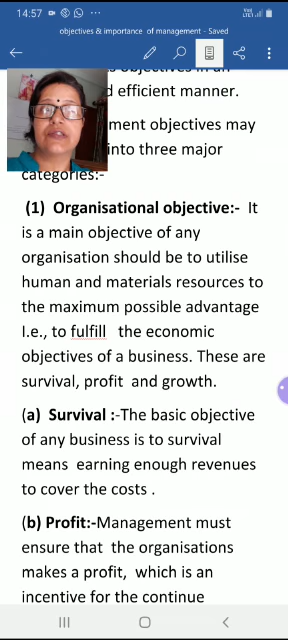 14:57
objectives & importance of management - Saved
d efficient manner.
ment objectives may
into three major
categories:-
(1) Organisational objective:- It
is a main objective of any
organisation should be to utilise
human and materials resources to
the maximum possible advantage
I.e., to fulfill the economic
objectives of a business. These are
survival, profit and growth.
(a) Survival :-The basic objective
of any business is to survival
means earning enough revenues
to cover the costs .
(b) Profit:-Management must
ensure that the organisations
makes a profit, which is an
incentive for the continue